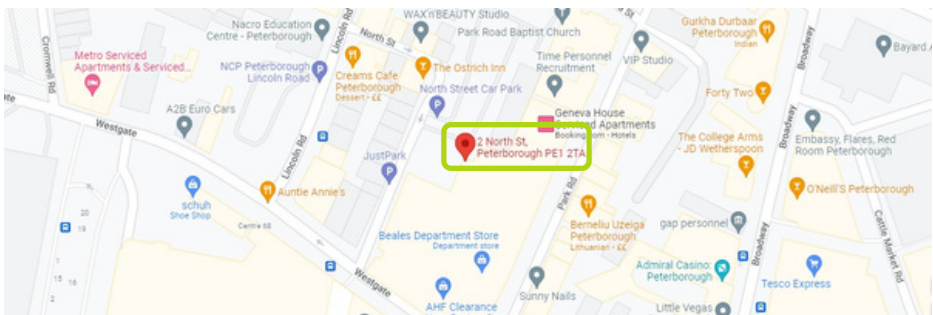 Cromwell Rd
Metro Serviced
Apartments & Serviced...
Nacro Education
Centre - Peterborough
NCP Peterborough
Lincoln Road
Lincoln Rd
North St
WAX'n'BEAUTY Studio
Park Road Baptist Church
The Ostrich Inn
Creams Cafe
Peterborough
Dessert - ££
North Street Car Park
Time Personnel
Recruitment
VIP Studio
Gurkha Durbaar
Peterborough
Indian
Broadway
Bayard
A2B Euro Cars
Westgate
Lincoln Rd
JustPark
2 North St,
Peterborough PE1 2TA
Geneva House
Serviced Apartments
Booking.com - Hotels
Forty Two
The College Arms
- JD Wetherspoon
Broadway
Embassy, Flares, Red
Room Peterborough
schuh
Shoe Shop
Auntie Annie's
Park Rd
O'Neill'S Peterborough
20
19
Centre 68
Beales Department Store
Department store
Berneliu Uzeiga
Peterborough
Lithuanian - ££
gap personnel
Broadway
Cattle Market Rd
1
15
16
2
Westgate
AHF Clearance
Sunny Nails
Admiral Casino:
Peterborough
Tesco Express
Little Vegas